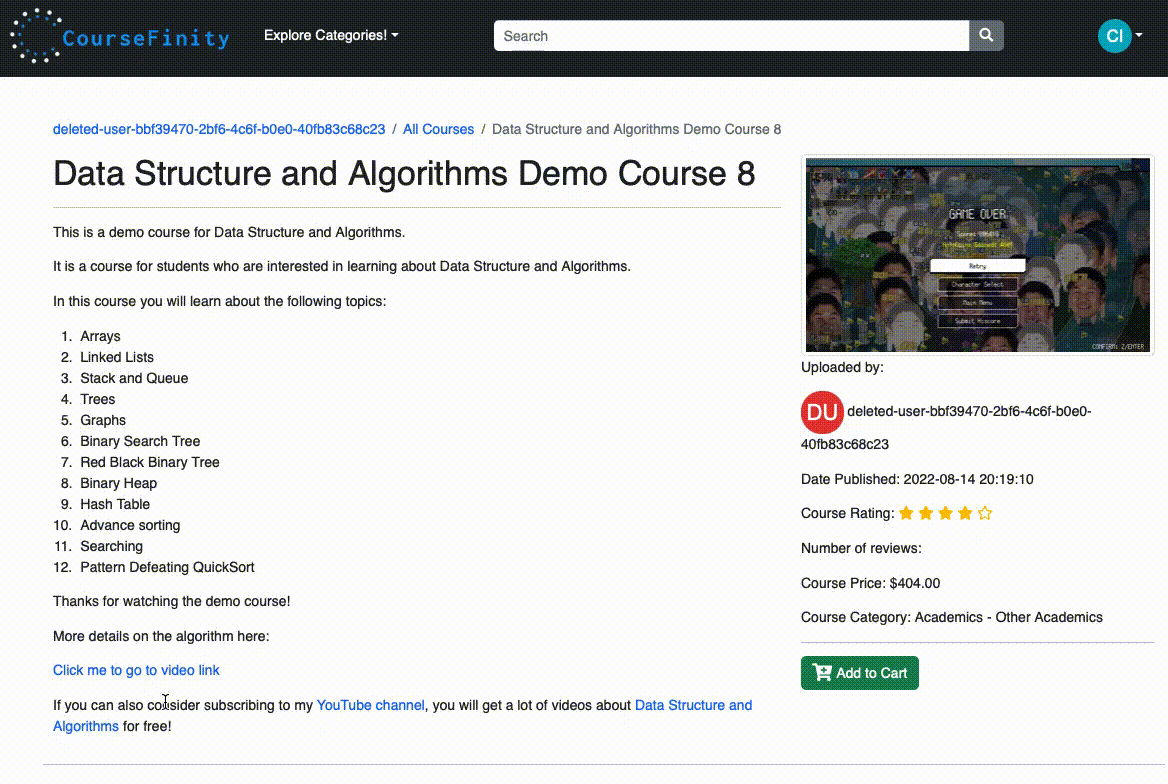 CourseFinity
Explore Categories!
Search
CI
deleted-user-bbf39470-2bf6-4c6f-b0e0-40fb83c68c23 / All Courses / Data Structure and Algorithms Demo Course 8
Data Structure and Algorithms Demo Course 8
This is a demo course for Data Structure and Algorithms.
It is a course for students who are interested in learning about Data Structure and Algorithms.
In this course you will learn about the following topics:
1. Arrays
2. Linked Lists
3. Stack and Queue
4. Trees
5. Graphs
6. Binary Search Tree
7. Red Black Binary Tree
8. Binary Heap
9. Hash Table
10. Advance sorting
11. Searching
12. Pattern Defeating QuickSort
Thanks for watching the demo course!
More details on the algorithm here:
Click me to go to video link
If you can also consider subscribing to my YouTube channel, you will get a lot of videos about Data Structure and
Algorithms for free!
GAME OVER
Retry
Character Select
Main Menu
Submit Hiscore
CONFIRM: Z/ENTER
Uploaded by:
DU deleted-user-bbf39470-2bf6-4c6f-b0e0-
40fb83c68c23
Date Published: 2022-08-14 20:19:10
Course Rating:
Number of reviews:
Course Price: $404.00
Course Category: Academics - Other Academics
Add to Cart